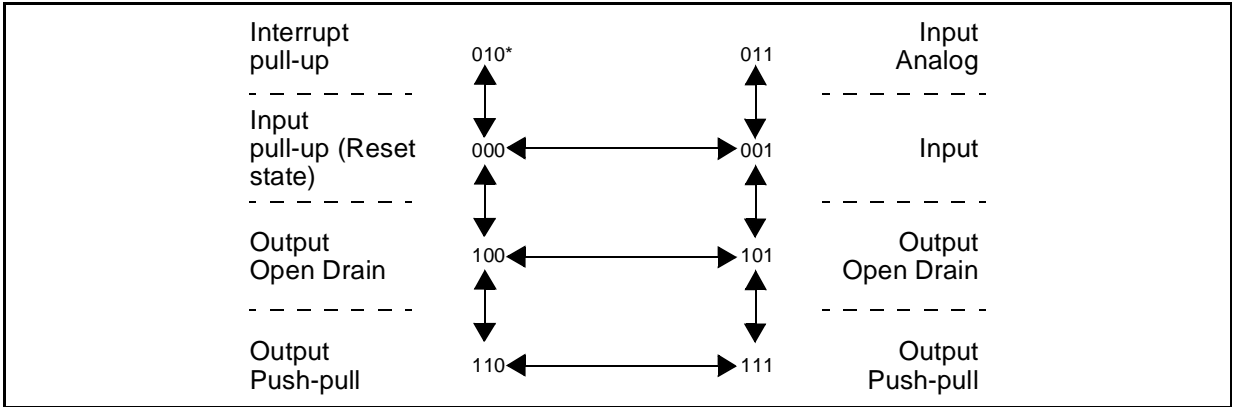 Interrupt
pull-up
010*
011
Input
Analog
Input
pull-up (Reset
state)
000
001
Input
Output
Open Drain
100
101
Output
Open Drain
Output
Push-pull
110
111
Output
Push-pull